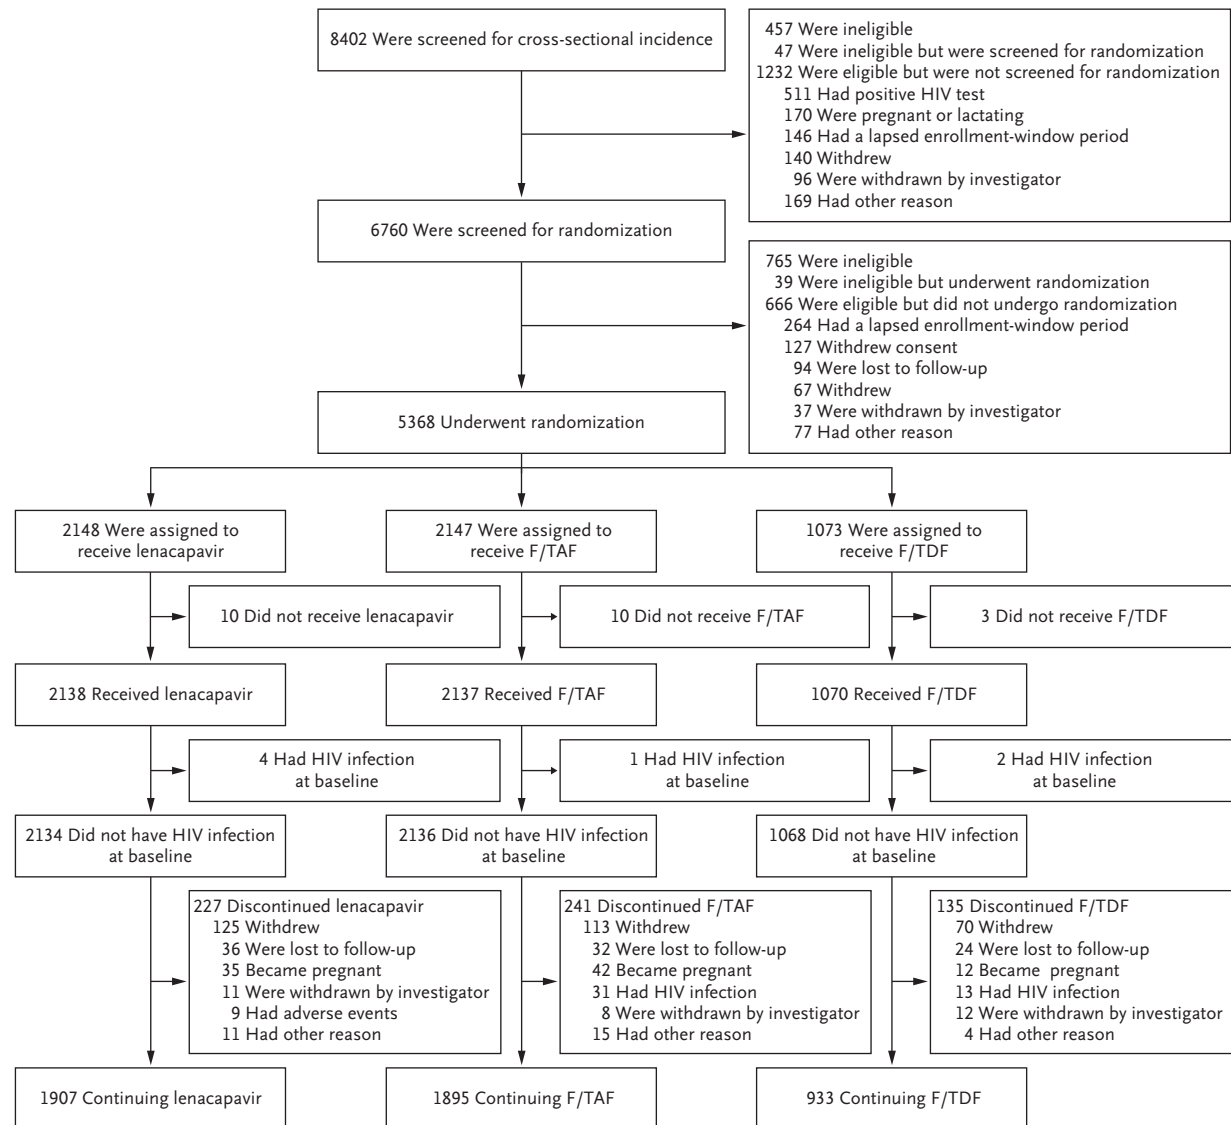 8402 Were screened for cross-sectional incidence
457 Were ineligible
47 Were ineligible but were screened for randomization
1232 Were eligible but were not screened for randomization
511 Had positive HIV test
170 Were pregnant or lactating
146 Had a lapsed enrollment-window period
140 Withdrew
96 Were withdrawn by investigator
169 Had other reason
6760 Were screened for randomization
765 Were ineligible
39 Were ineligible but underwent randomization
666 Were eligible but did not undergo randomization
264 Had a lapsed enrollment-window period
127 Withdrew consent
94 Were lost to follow-up
67 Withdrew
37 Were withdrawn by investigator
77 Had other reason
5368 Underwent randomization
2148 Were assigned to
receive lenacapavir
2147 Were assigned to
receive F/TAF
1073 Were assigned to
receive F/TDF
10 Did not receive lenacapavir
10 Did not receive F/TAF
3 Did not receive F/TDF
2138 Received lenacapavir
2137 Received F/TAF
1070 Received F/TDF
4 Had HIV infection
at baseline
1 Had HIV infection
at baseline
2 Had HIV infection
at baseline
2134 Did not have HIV infection
at baseline
2136 Did not have HIV infection
at baseline
1068 Did not have HIV infection
at baseline
227 Discontinued lenacapavir
125 Withdrew
36 Were lost to follow-up
35 Became pregnant
11 Were withdrawn by investigator
9 Had adverse events
11 Had other reason
241 Discontinued F/TAF
113 Withdrew
32 Were lost to follow-up
42 Became pregnant
31 Had HIV infection
8 Were withdrawn by investigator
15 Had other reason
135 Discontinued F/TDF
70 Withdrew
24 Were lost to follow-up
12 Became pregnant
13 Had HIV infection
12 Were withdrawn by investigator
4 Had other reason
1907 Continuing lenacapavir
1895 Continuing F/TAF
933 Continuing F/TDF